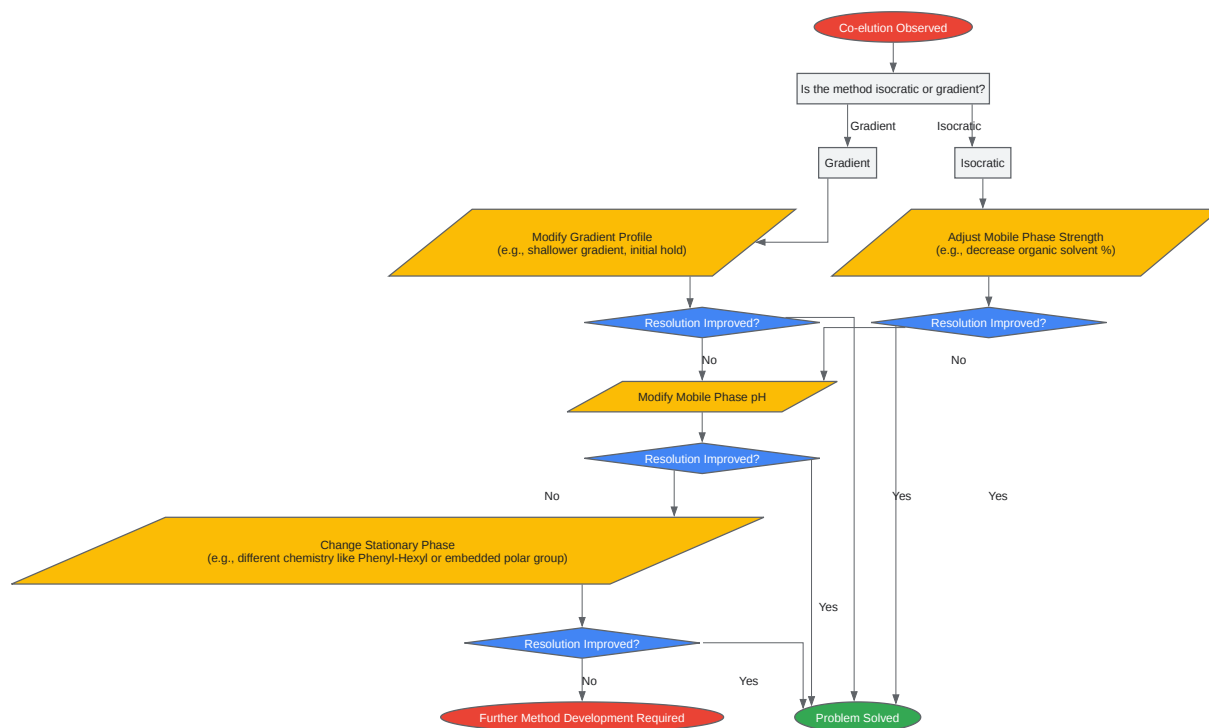 Co-elution Observed
Is the method isocratic or gradient?
Gradient
Isocratic
Gradient
Isocratic
Modify Gradient Profile
(e.g., shallower gradient, initial hold)
Adjust Mobile Phase Strength
(e.g., decrease organic solvent %)
Resolution Improved?
Resolution Improved?
No
No
Modify Mobile Phase pH
Resolution Improved?
No
Yes
Yes
Change Stationary Phase
(e.g., different chemistry like Phenyl-Hexyl or embedded polar group)
Yes
Resolution Improved?
No
Yes
Further Method Development Required
Problem Solved